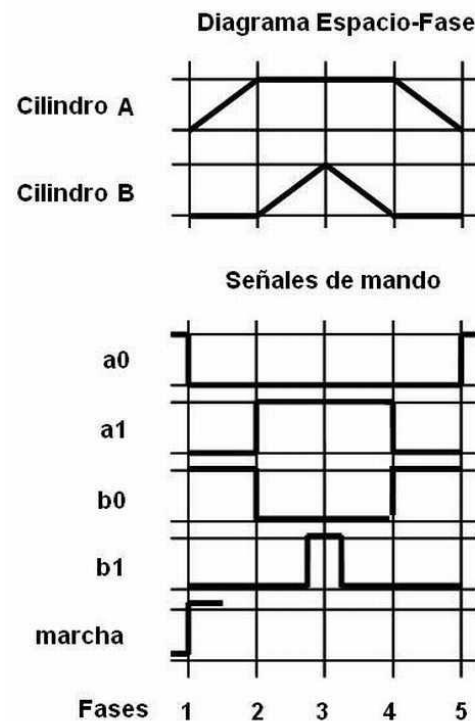 Diagrama Espacio-Fase
Cilindro A
Cilindro B
Señales de mando
a0
a1
b0
b1
marcha
Fases 1 2 3 4 5